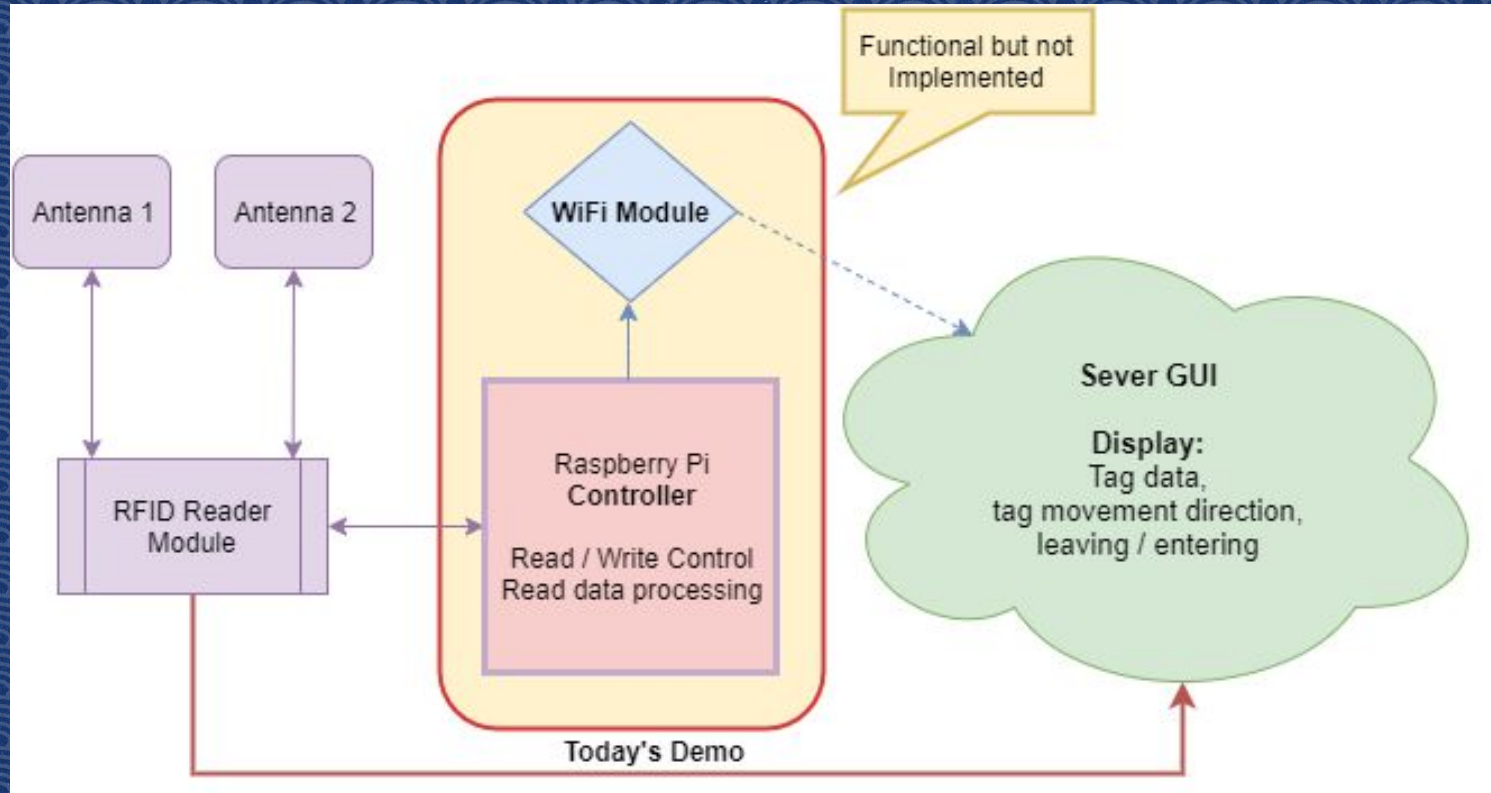 Functional but not
Implemented
Antenna 1
Antenna 2
WiFi Module
RFID Reader
Module
Raspberry Pi
Controller
Read / Write Control
Read data processing
Sever GUI
Display:
Tag data,
tag movement direction,
leaving / entering
Today's Demo